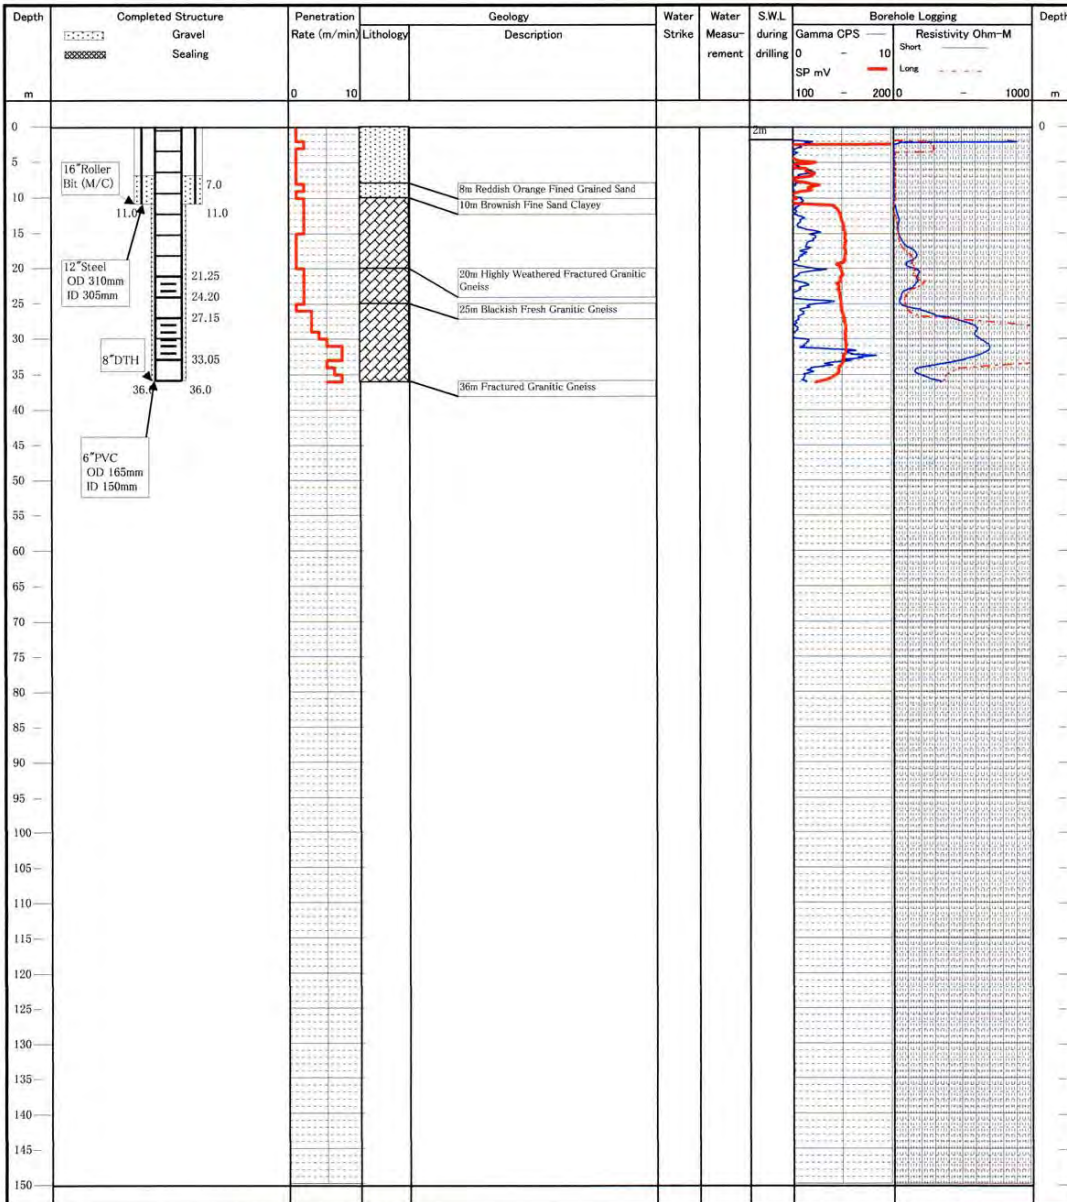 Depth
m
Completed Structure
Gravel
Sealing
Penetration
Rate (m/min)
0 10
Geology
Lithology
Description
Water
Strike
Water
Measu-
rement
S.W.L
during
drilling
Borehole Logging
Gamma CPS
0 - 10
SP mV
100 - 200
Resistivity Ohm-M
Short
Long
0 - 1000
Depth
m
0
5
10
15
20
25
30
35
40
45
50
55
60
65
70
75
80
85
90
95
100
105
110
115
120
125
130
135
140
145
150
16"Roller
Bit (M/C)
11.0
7.0
11.0
12"Steel
OD 310mm
ID 305mm
21.25
24.20
27.15
33.05
8"DTH
36.0
36.0
6"PVC
OD 165mm
ID 150mm
8m Reddish Orange Fined Grained Sand
10m Brownish Fine Sand Clayey
20m Highly Weathered Fractured Granitic
Gneiss
25m Blackish Fresh Granitic Gneiss
36m Fractured Granitic Gneiss
2m
0